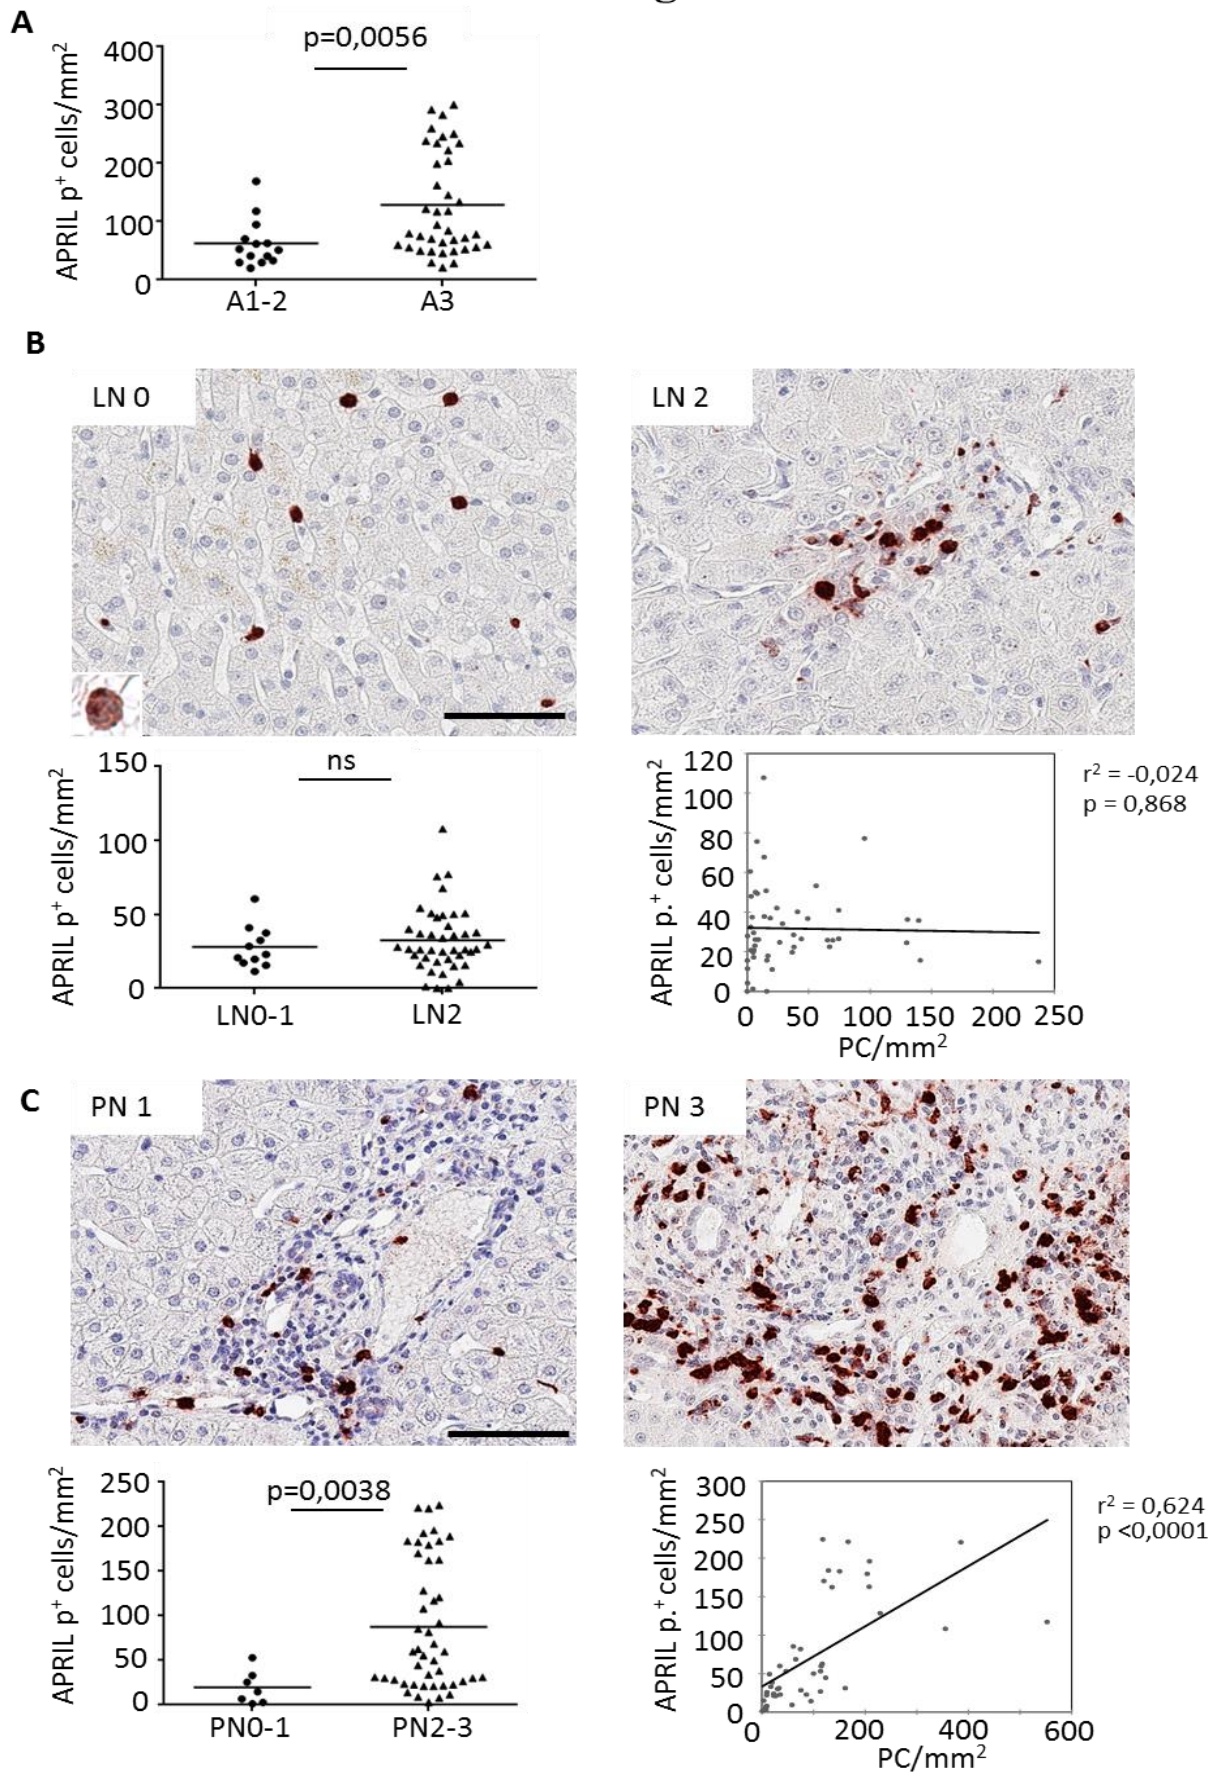 g
A
p=0,0056
APRIL p⁺ cells/mm²
400
300
200
100
0
A1-2
A3
B
LN 0
LN 2
APRIL p⁺ cells/mm²
150
100
50
0
ns
LN0-1
LN2
APRIL p.⁺ cells/mm²
120
100
80
60
40
20
0
0 50 100 150 200 250
PC/mm²
r² = -0,024
p = 0,868
C
PN 1
PN 3
APRIL p⁺ cells/mm²
250
200
150
100
50
0
p=0,0038
PN0-1
PN2-3
APRIL p.⁺ cells/mm²
300
250
200
150
100
50
0
0 200 400 600
PC/mm²
r² = 0,624
p <0,0001